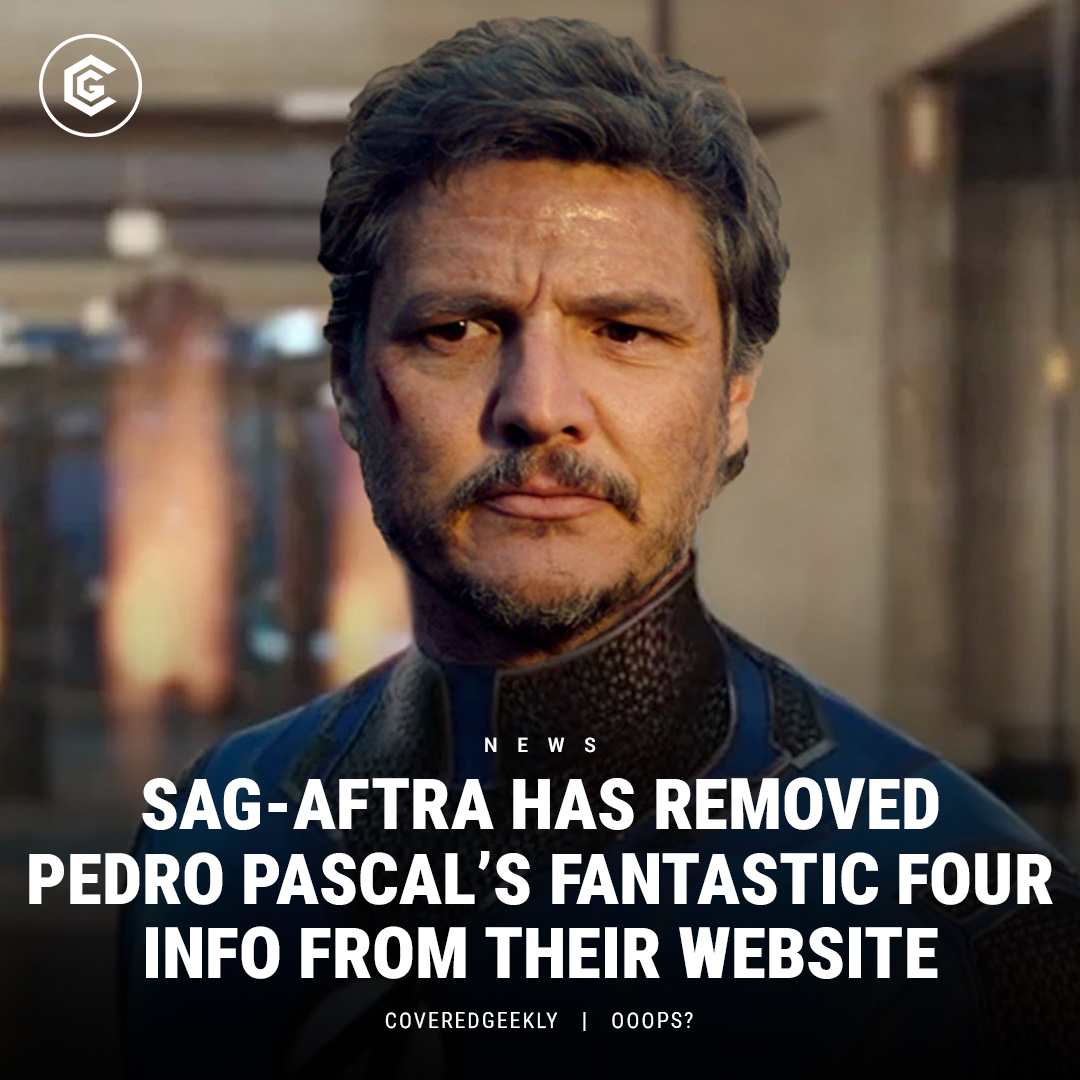 NEWS
SAG-AFTRA HAS REMOVED
PEDRO PASCAL’S FANTASTIC FOUR
INFO FROM THEIR WEBSITE
COVEREDGEEKLY | OOOPS?